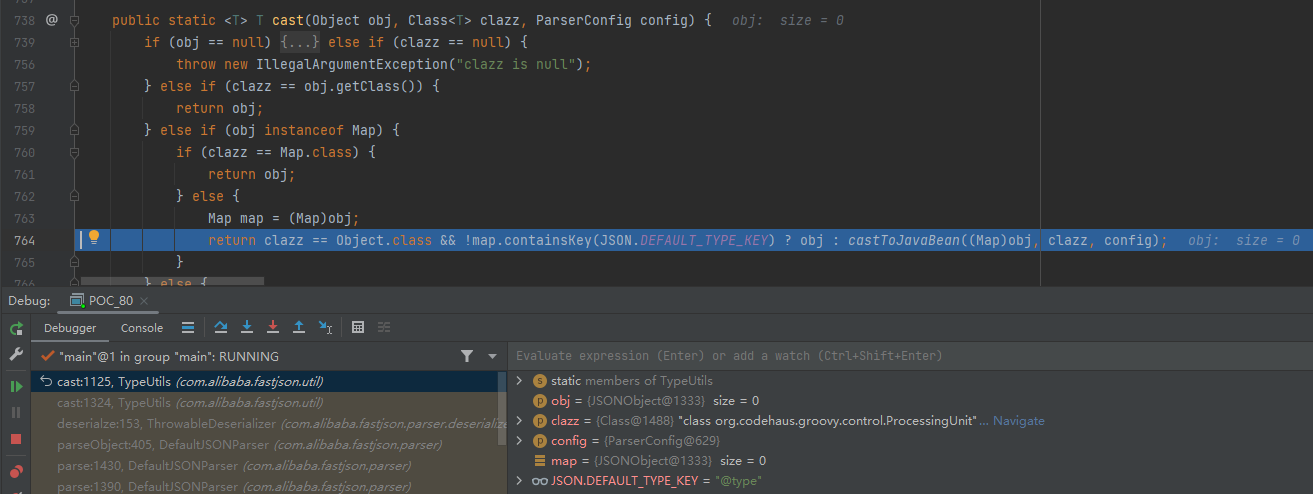 738 @ public static <T> T cast(Object obj, Class<T> clazz, ParserConfig config) { obj: size = 0
739 if (obj == null) {...} else if (clazz == null) {
756 throw new IllegalArgumentException("clazz is null");
757 } else if (clazz == obj.getClass()) {
758 return obj;
759 } else if (obj instanceof Map) {
760 if (clazz == Map.class) {
761 return obj;
762 } else {
763 Map map = (Map)obj;
764 return clazz == Object.class && !map.containsKey(JSON.DEFAULT_TYPE_KEY) ? obj : castToJavaBean((Map)obj, clazz, config); obj: size = 0
765 }
766 } else {
Debug: POC_80
Debugger Console
"main"@1 in group "main": RUNNING
Evaluate expression (Enter) or add a watch (Ctrl+Shift+Enter)
cast:1125, TypeUtils (com.alibaba.fastjson.util)
static members of TypeUtils
cast:1324, TypeUtils (com.alibaba.fastjson.util)
obj = {JSONObject@1333} size = 0
deserialze:153, ThrowableDeserializer (com.alibaba.fastjson.parser.deserialize
clazz = {Class@1488} "class org.codehaus.groovy.control.ProcessingUnit"... Navigate
parseObject:405, DefaultJSONParser (com.alibaba.fastjson.parser)
config = {ParserConfig@629}
parse:1430, DefaultJSONParser (com.alibaba.fastjson.parser)
map = {JSONObject@1333} size = 0
parse:1390, DefaultJSONParser (com.alibaba.fastjson.parser)
JSON.DEFAULT_TYPE_KEY = "@type"